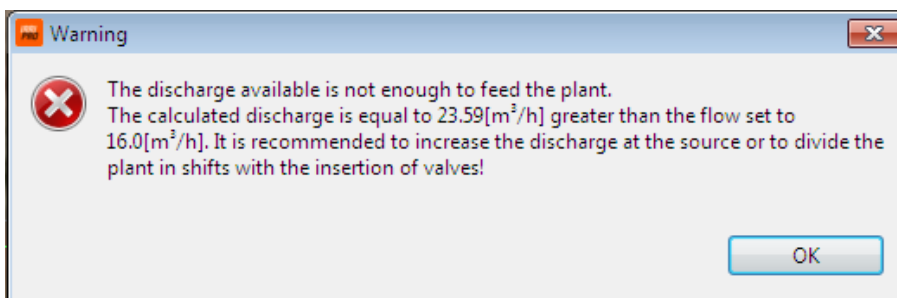 PRO Warning
The discharge available is not enough to feed the plant.
The calculated discharge is equal to 23.59[m³/h] greater than the flow set to
16.0[m³/h]. It is recommended to increase the discharge at the source or to divide the
plant in shifts with the insertion of valves!
OK